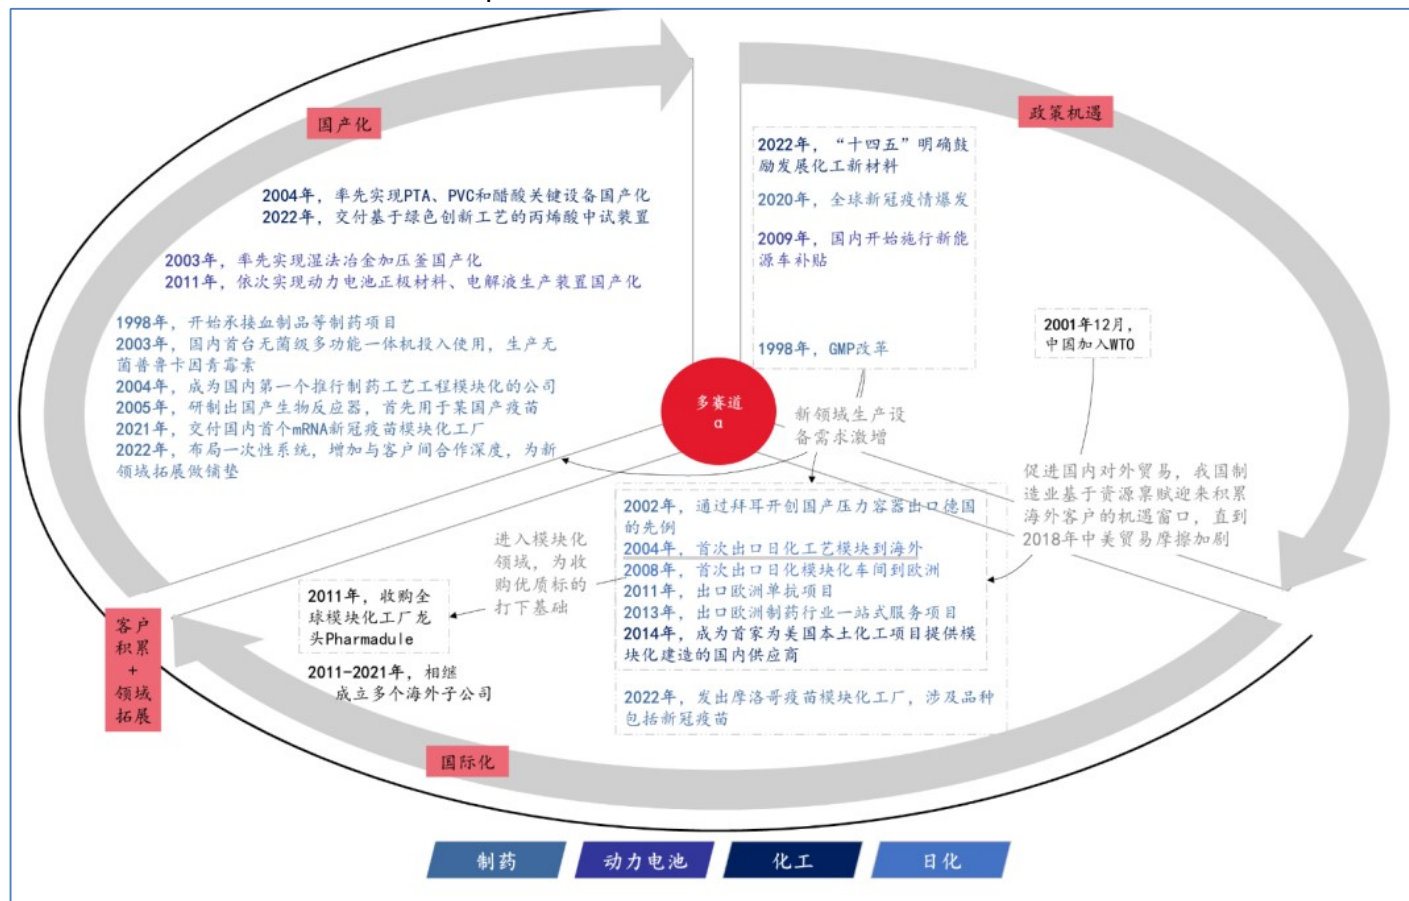 国产化
2004年，率先实现PTA、PVC和醋酸关键设备国产化
2022年，交付基于绿色创新工艺的丙烯酸中试装置
2003年，率先实现湿法冶金加压釜国产化
2011年，依次实现动力电池正极材料、电解液生产装置国产化
1998年，开始承接血制品等制药项目
2003年，国内首台无菌级多功能一体机投入使用，生产无
菌普鲁卡因青霉素
2004年，成为国内第一个推行制药工艺工程模块化的公司
2005年，研制出国产生物反应器，首先用于某国产疫苗
2021年，交付国内首个mRNA新冠疫苗模块化工厂
2022年，布局一次性系统，增加与客户间合作深度，为新
领域拓展做铺垫
政策机遇
2022年，“十四五”明确鼓
励发展化工新材料
2020年，全球新冠疫情爆发
2009年，国内开始施行新能
源车补贴
1998年，GMP改革
2001年12月，
中国加入WTO
多赛道
α
新领域生产设
备需求激增
促进国内对外贸易，我国制
造业基于资源禀赋迎来积累
海外客户的机遇窗口，直到
2018年中美贸易摩擦加剧
2002年，通过拜耳开创国产压力容器出口德国
的先例
2004年，首次出口日化工艺模块到海外
2008年，首次出口日化模块化车间到欧洲
2011年，出口欧洲单抗项目
2013年，出口欧洲制药行业一站式服务项目
2014年，成为首家为美国本土化工项目提供模
块化建造的国内供应商
2022年，发出摩洛哥疫苗模块化工厂，涉及品种
包括新冠疫苗
进入模块化
领域，为收
购优质标的
打下基础
2011年，收购全
球模块化工厂龙
头Pharmadule
2011-2021年，相继
成立多个海外子公司
客户
积累
+
领域
拓展
国际化
制药
动力电池
化工
日化